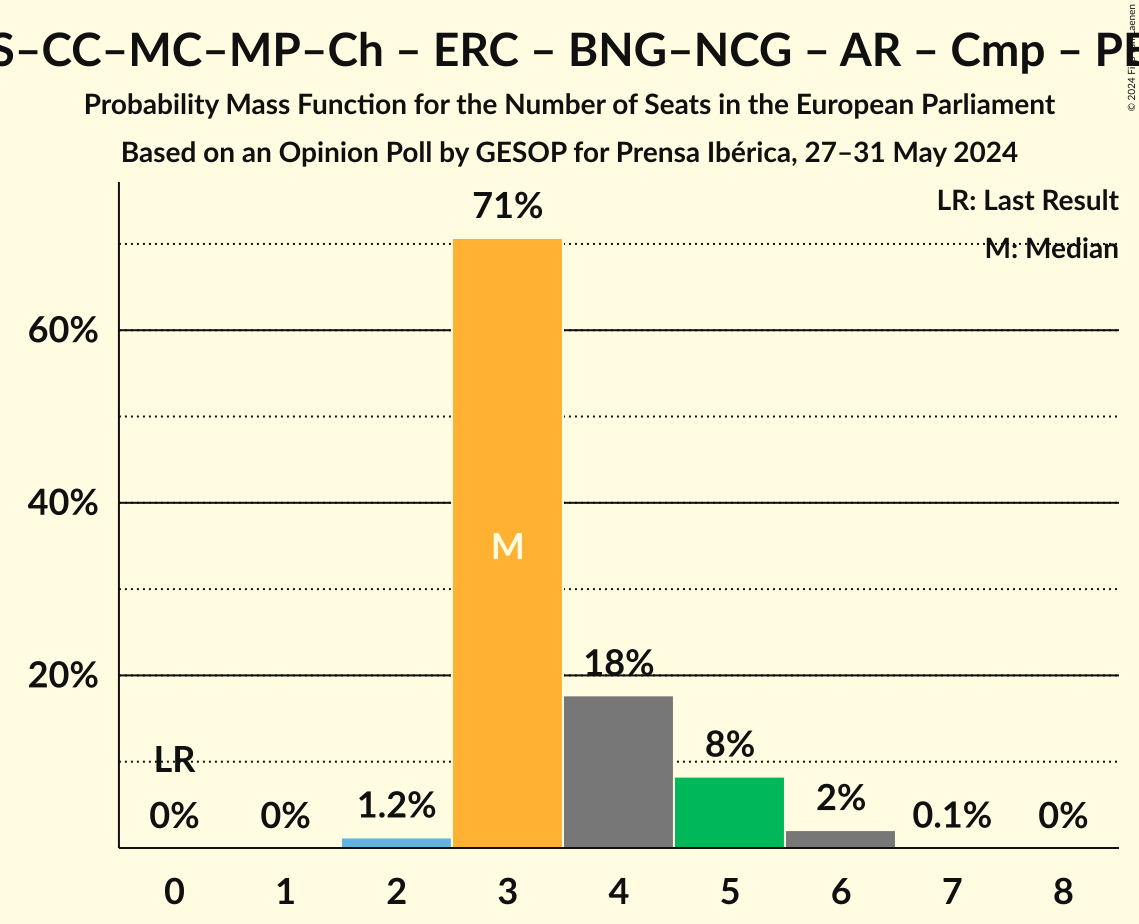 S–CC–MC–MP–Ch – ERC – BNG–NCG – AR – Cmp –
Probability Mass Function for the Number of Seats in the European Parliament
Based on an Opinion Poll by GESOP for Prensa Ibérica, 27–31 May 2024
© 2024
LR: Last Result
M: Median
71%
60%
40%
M
18%
20%
8%
LR
2%
1.2%
0% 0% 0.1% 0%
0 1 2 3 4 5 6 7 8